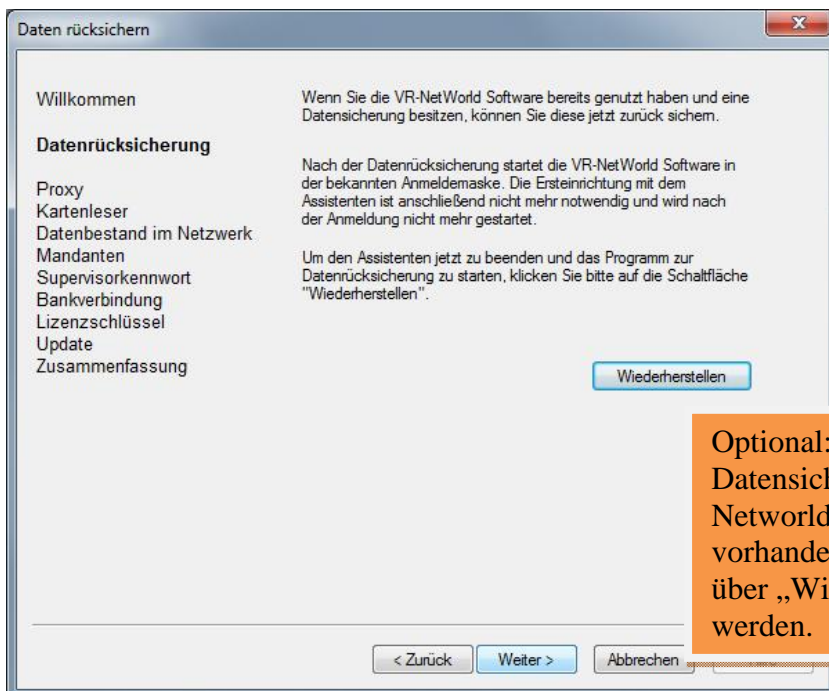 Daten rücksichern
Willkommen
Datenrücksicherung
Proxy
Kartenleser
Datenbestand im Netzwerk
Mandanten
Supervisorkennwort
Bankverbindung
Lizenzschlüssel
Update
Zusammenfassung
Wenn Sie die VR-NetWorld Software bereits genutzt haben und eine
Datensicherung besitzen, können Sie diese jetzt zurück sichern.
Nach der Datenrücksicherung startet die VR-NetWorld Software in
der bekannten Anmeldemaske. Die Ersteinrichtung mit dem
Assistenten ist anschließend nicht mehr notwendig und wird nach
der Anmeldung nicht mehr gestartet.
Um den Assistenten jetzt zu beenden und das Programm zur
Datenrücksicherung zu starten, klicken Sie bitte auf die Schaltfläche
"Wiederherstellen".
Wiederherstellen
Optional:
Networld
über
werden.
< Zurück
Weiter >
Abbrechen